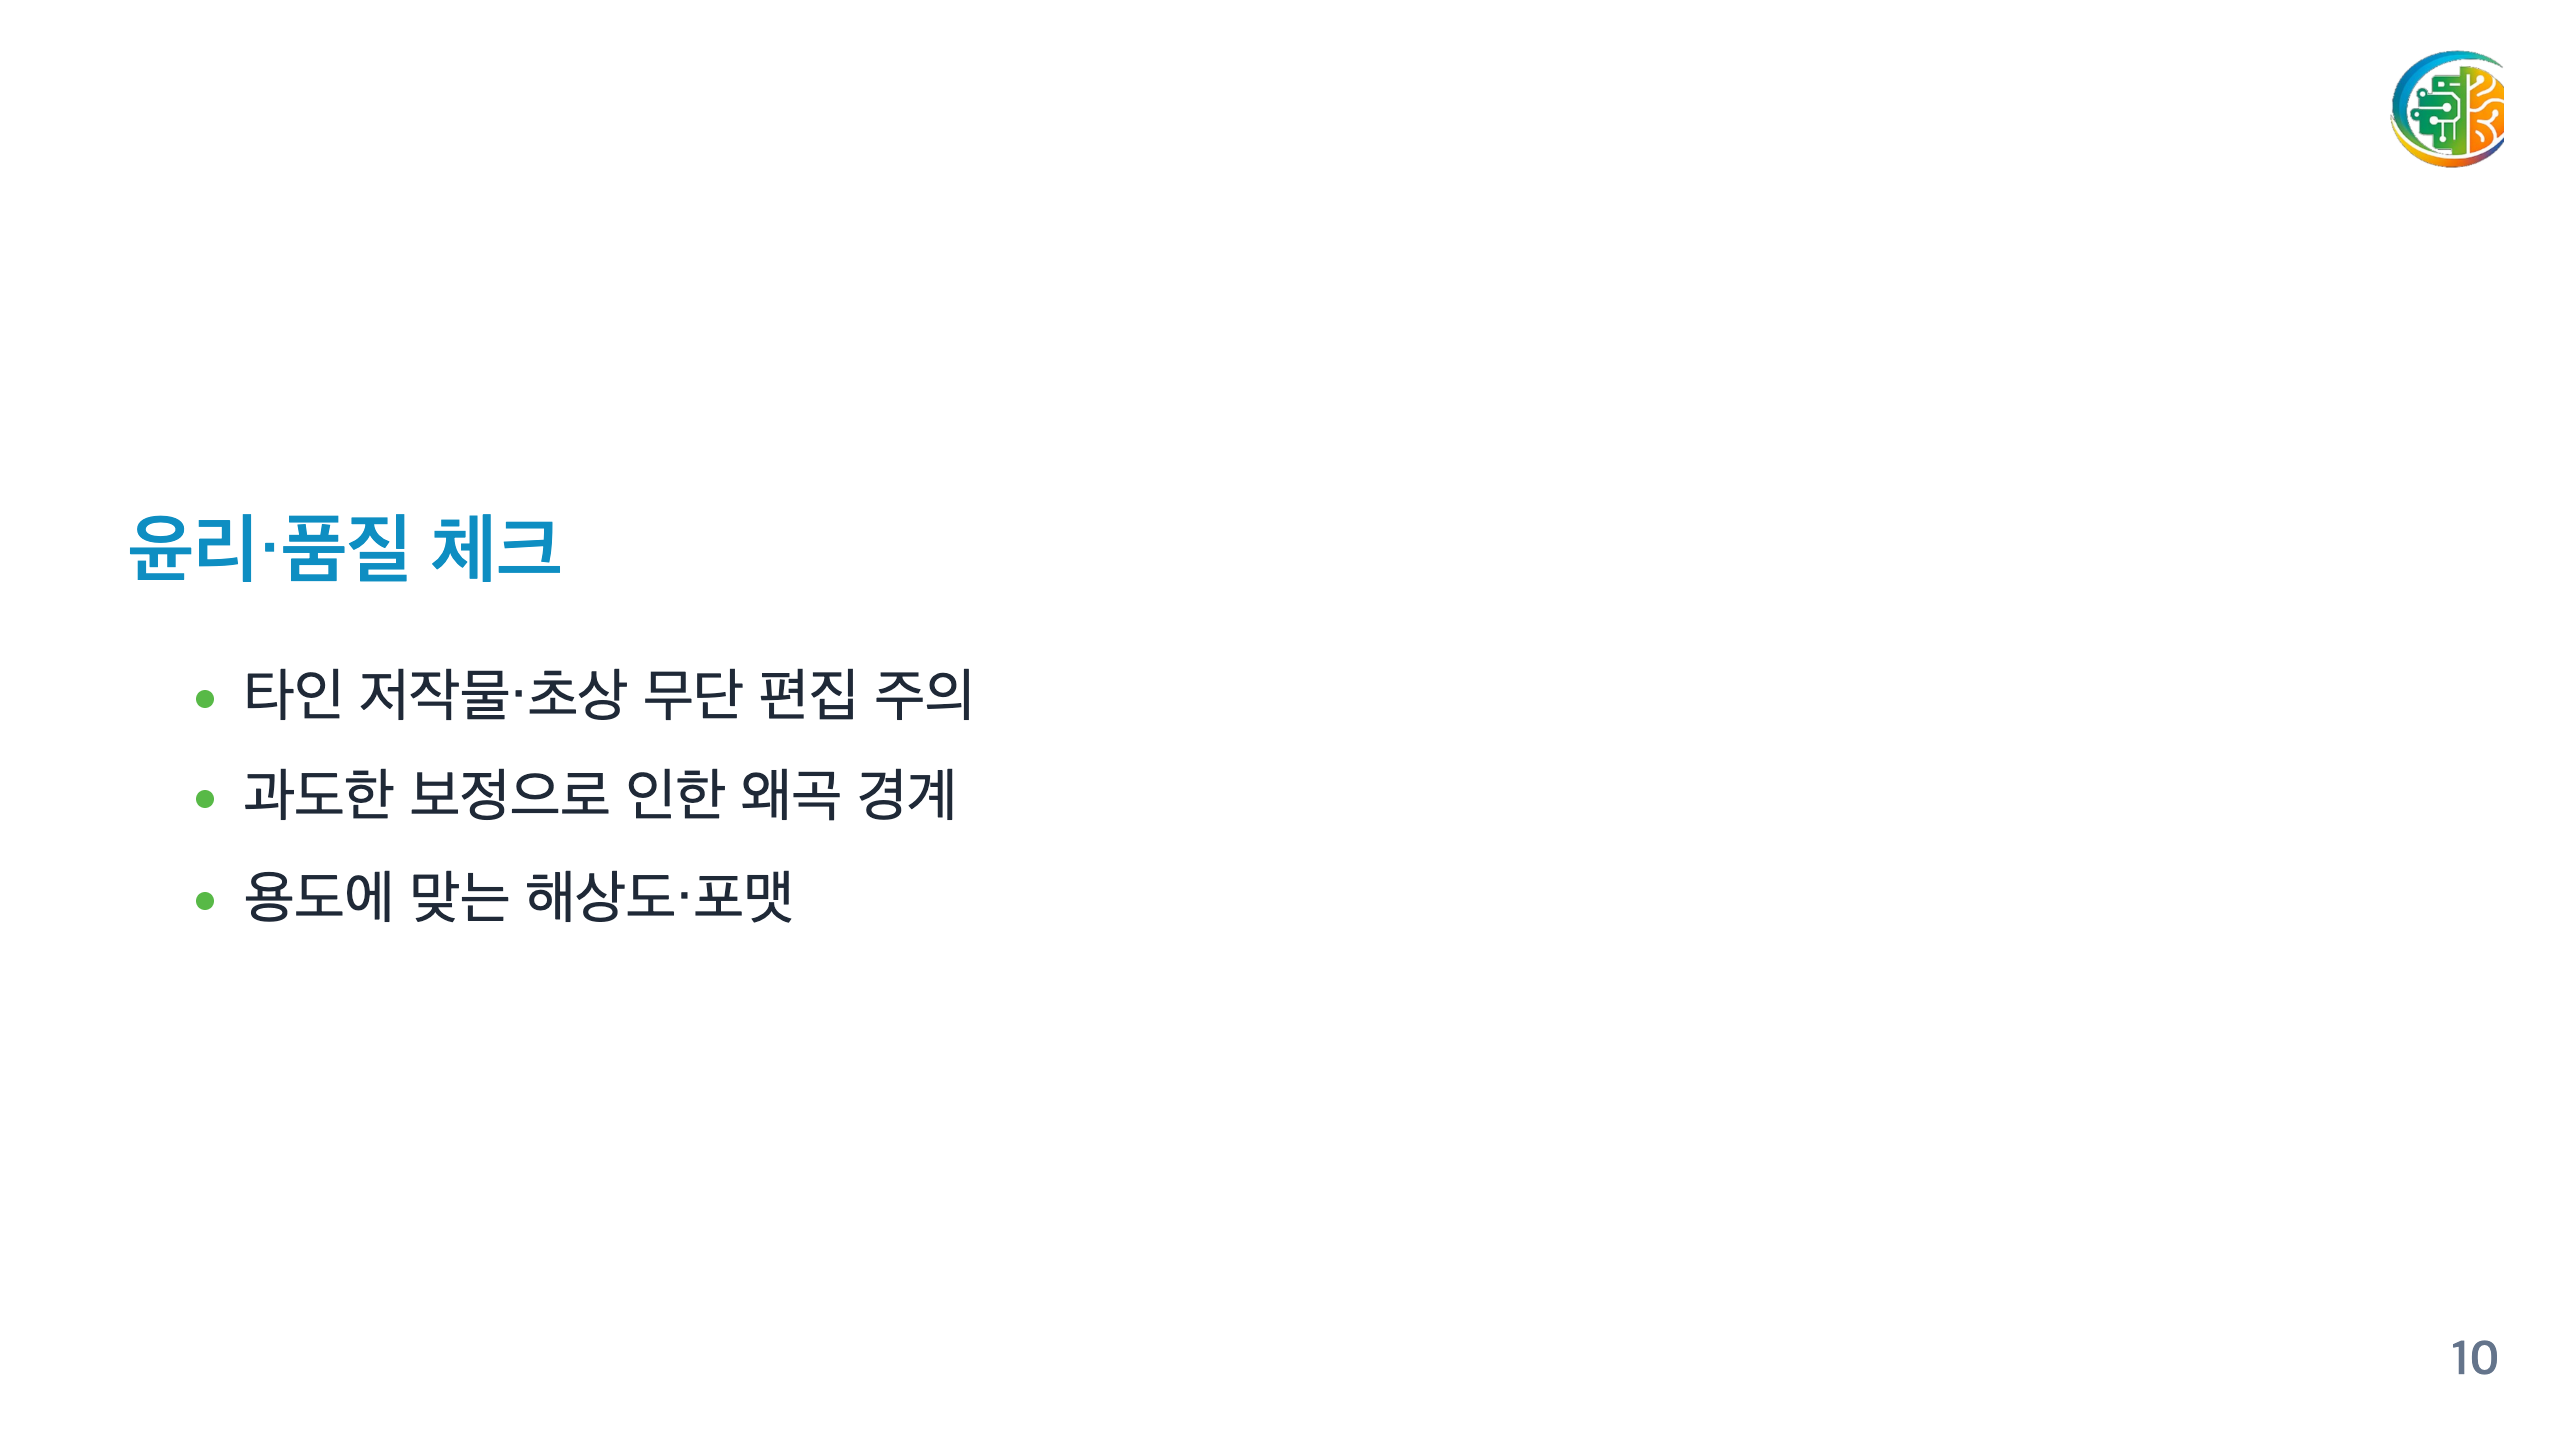 윤리·품질 체크
• 타인 저작물·초상 무단 편집 주의
• 과도한 보정으로 인한 왜곡 경계
• 용도에 맞는 해상도·포맷
10